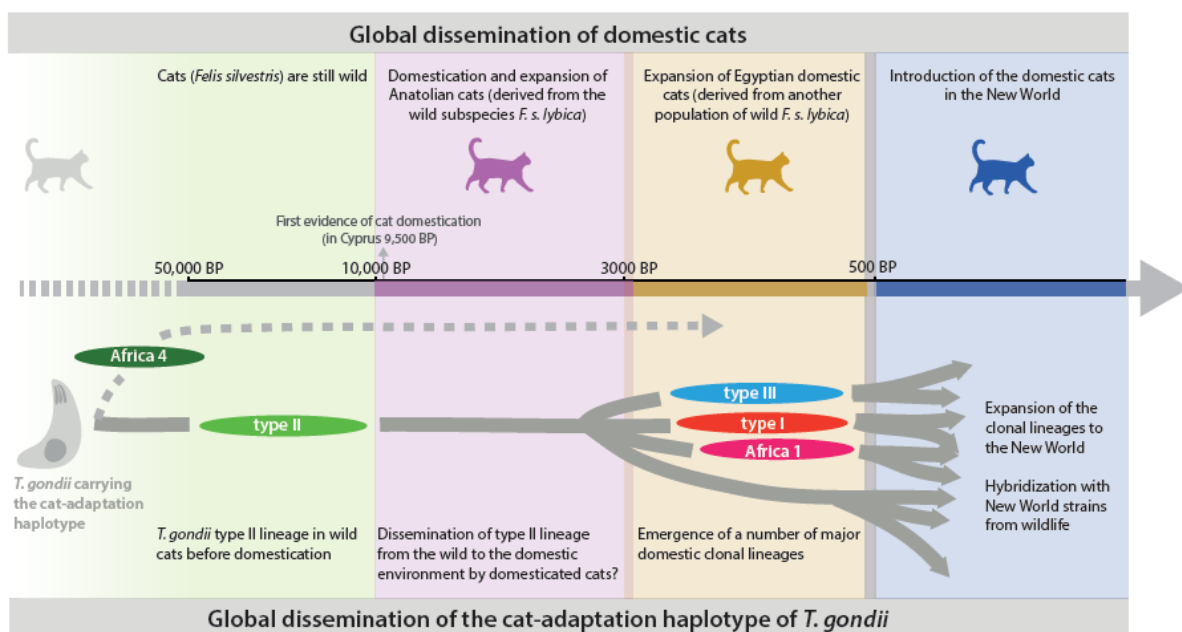 Global dissemination of domestic cats
Cats (Felis silvestris) are still wild
Domestication and expansion of
Anatolian cats (derived from the
wild subspecies F. s. lybica)
Expansion of Egyptian domestic
cats (derived from another
population of wild F. s. lybica)
Introduction of the domestic cats
in the New World
First evidence of cat domestication
(in Cyprus 9,500 BP)
50,000 BP
10,000 BP
3000 BP
500 BP
Africa 4
type II
type III
type I
Africa 1
T. gondii carrying
the cat-adaptation
haplotype
Expansion of the
clonal lineages to
the New World
Hybridization with
New World strains
from wildlife
T. gondii type II lineage in wild
cats before domestication
Dissemination of type II lineage
from the wild to the domestic
environment by domesticated cats?
Emergence of a number of major
domestic clonal lineages
Global dissemination of the cat-adaptation haplotype of T. gondii